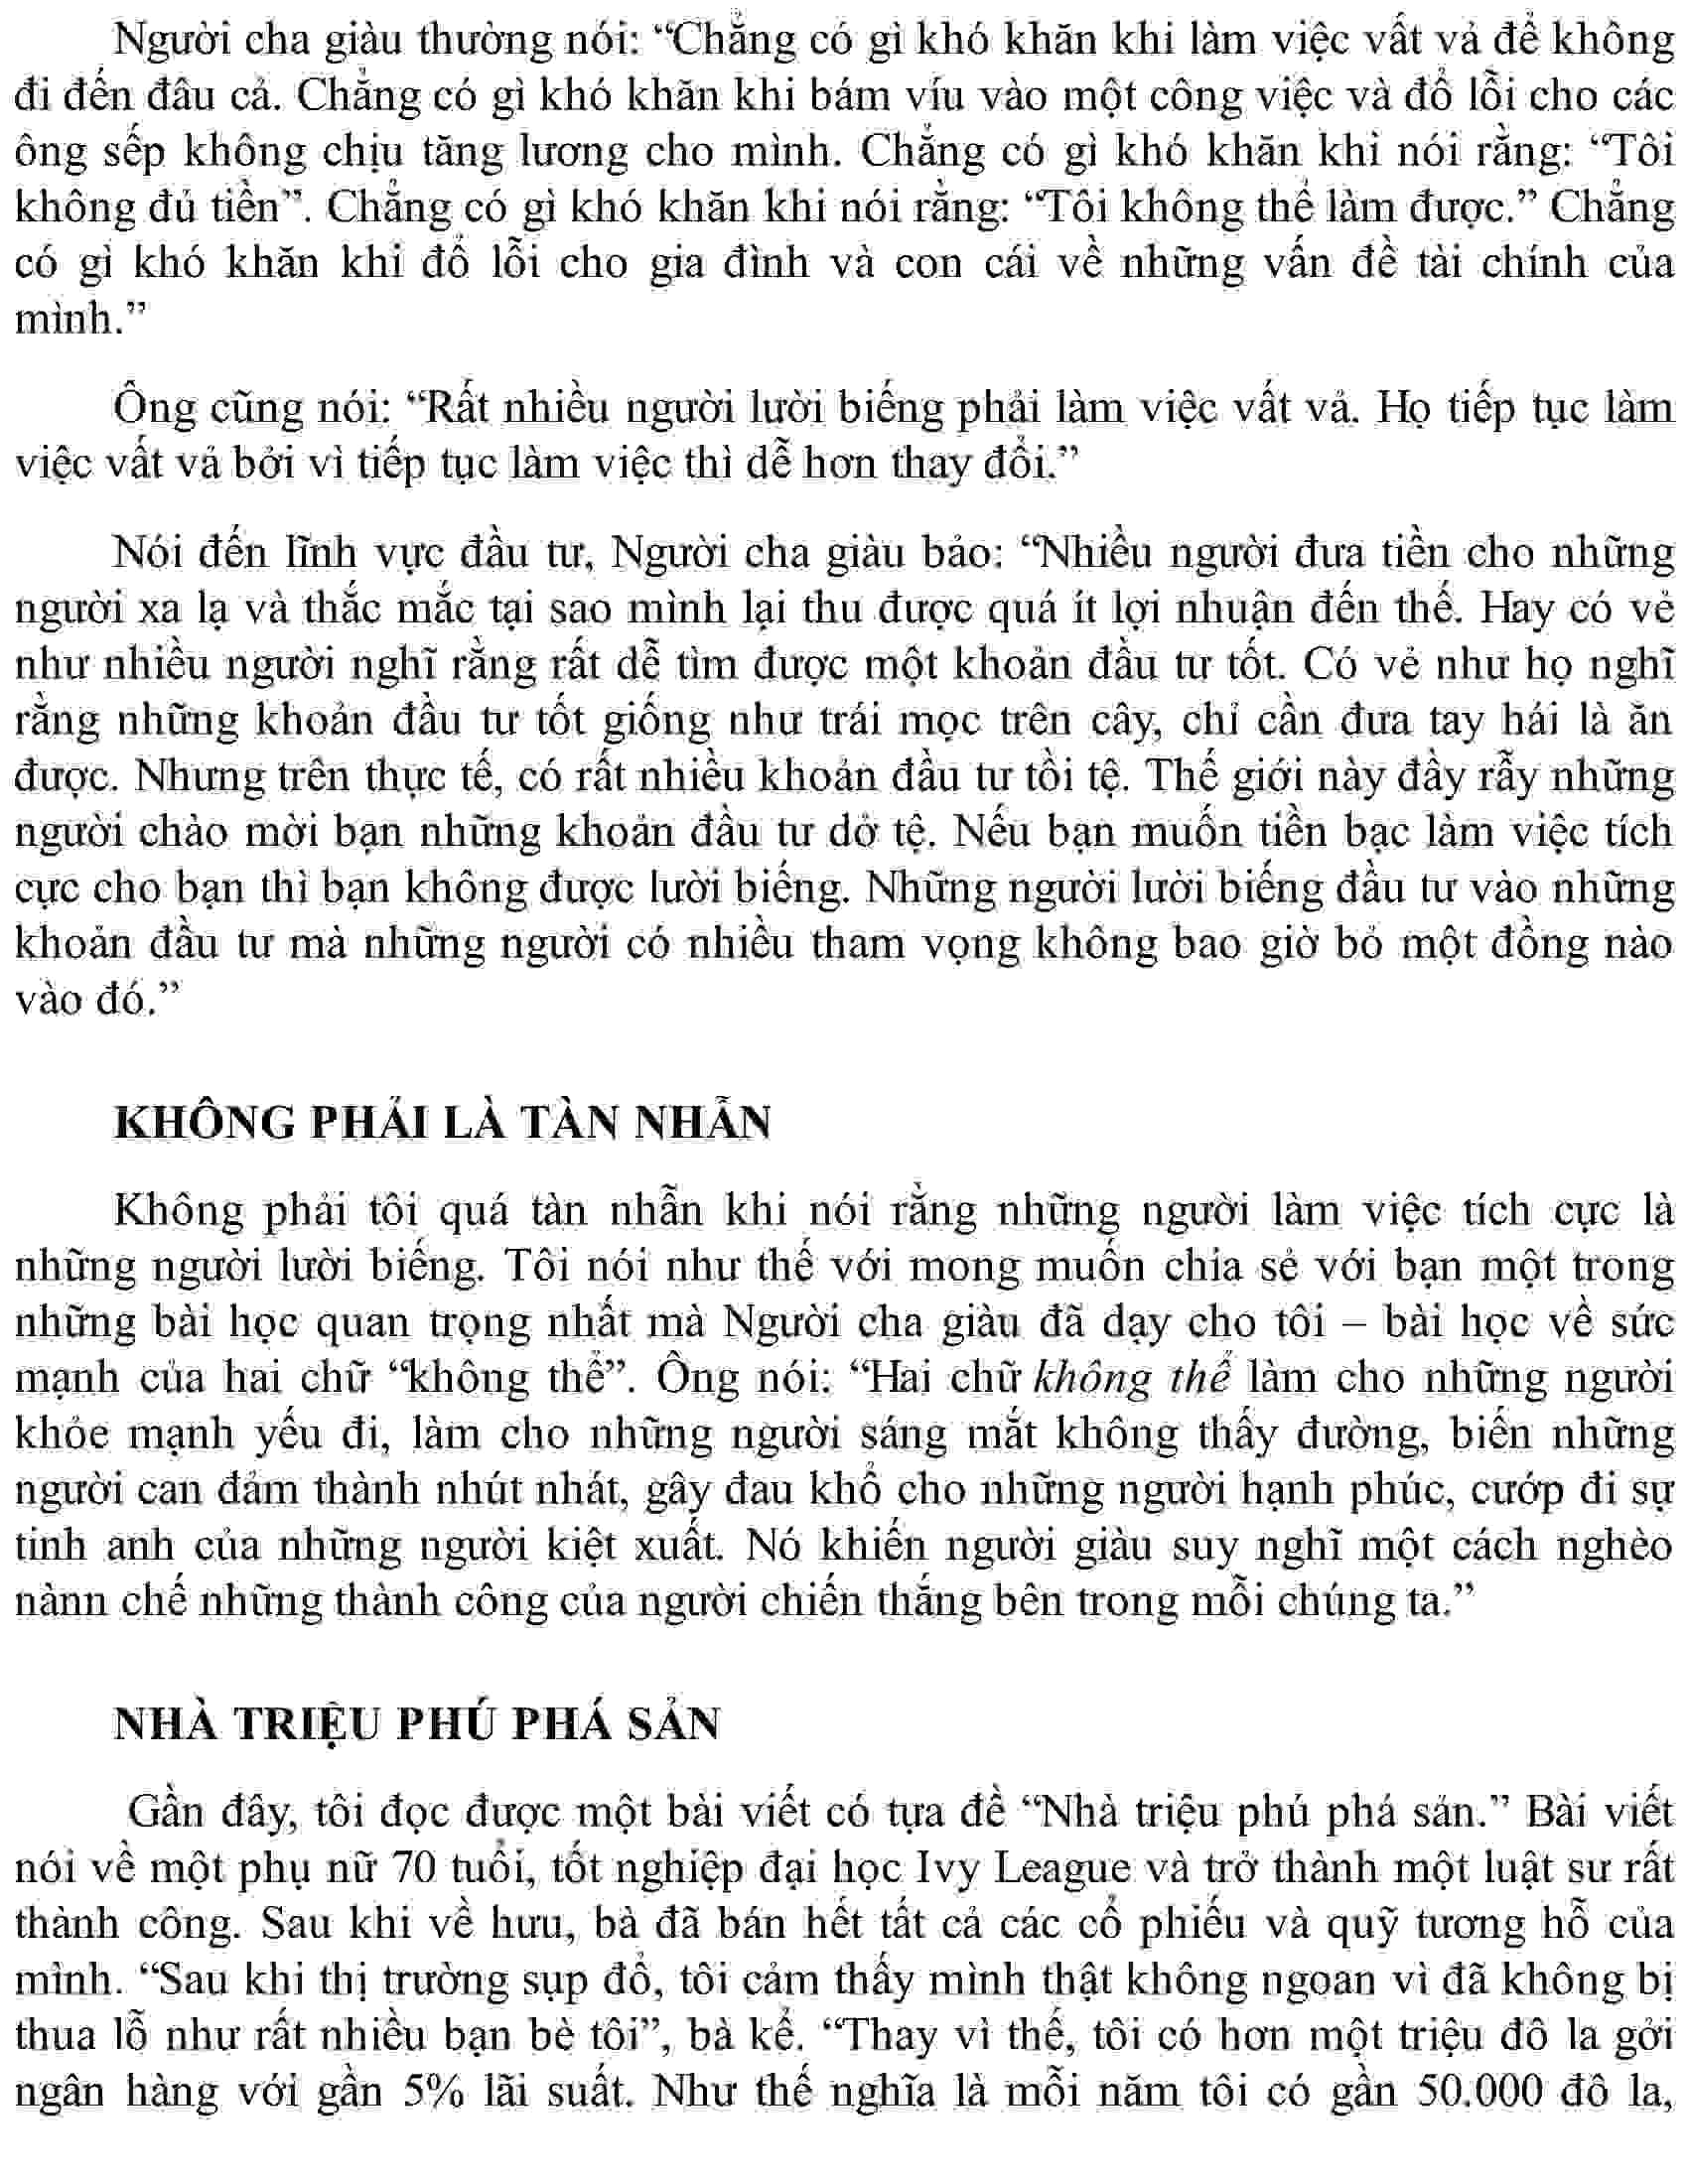 Người cha giàu thường nói: “Chẳng có gì khó khăn khi làm việc vất vả để không
đi đến đâu cả. Chẳng có gì khó khăn khi bám víu vào một công việc và đổ lỗi cho các
ông sếp không chịu tăng lương cho mình. Chẳng có gì khó khăn khi nói rằng: “Tôi
không đủ tiền”. Chẳng có gì khó khăn khi nói rằng: “Tôi không thể làm được.” Chẳng
có gì khó khăn khi đổ lỗi cho gia đình và con cái về những vấn đề tài chính của
mình.”
Ông cũng nói: “Rất nhiều người lười biếng phải làm việc vất vả. Họ tiếp tục làm
việc vất vả bởi vì tiếp tục làm việc thì dễ hơn thay đổi.”
Nói đến lĩnh vực đầu tư, Người cha giàu bảo: “Nhiều người đưa tiền cho những
người xa lạ và thắc mắc tại sao mình lại thu được quá ít lợi nhuận đến thế. Hay có vẻ
như nhiều người nghĩ rằng rất dễ tìm được một khoản đầu tư tốt. Có vẻ như họ nghĩ
rằng những khoản đầu tư tốt giống như trái mọc trên cây, chỉ cần đưa tay hái là ăn
được. Nhưng trên thực tế, có rất nhiều khoản đầu tư tồi tệ. Thế giới này đầy rẫy những
người chào mời bạn những khoản đầu tư dở tệ. Nếu bạn muốn tiền bạc làm việc tích
cực cho bạn thì bạn không được lười biếng. Những người lười biếng đầu tư vào những
khoản đầu tư mà những người có nhiều tham vọng không bao giờ bỏ một đồng nào
vào đó.”
KHÔNG PHẢI LÀ TÀN NHẪN
Không phải tôi quá tàn nhẫn khi nói rằng những người làm việc tích cực là
những người lười biếng. Tôi nói như thế với mong muốn chia sẻ với bạn một trong
những bài học quan trọng nhất mà Người cha giàu đã dạy cho tôi – bài học về sức
mạnh của hai chữ “không thể”. Ông nói: “Hai chữ không thể làm cho những người
khỏe mạnh yếu đi, làm cho những người sáng mắt không thấy đường, biến những
người can đảm thành nhút nhát, gây đau khổ cho những người hạnh phúc, cướp đi sự
tinh anh của những người kiệt xuất. Nó khiến người giàu suy nghĩ một cách nghèo
nànn chế những thành công của người chiến thắng bên trong mỗi chúng ta.”
NHÀ TRIỆU PHÚ PHÁ SẢN
Gần đây, tôi đọc được một bài viết có tựa đề “Nhà triệu phú phá sản.” Bài viết
nói về một phụ nữ 70 tuổi, tốt nghiệp đại học Ivy League và trở thành một luật sư rất
thành công. Sau khi về hưu, bà đã bán hết tất cả các cổ phiếu và quỹ tương hỗ của
mình. “Sau khi thị trường sụp đổ, tôi cảm thấy mình thật không ngoan vì đã không bị
thua lỗ như rất nhiều bạn bè tôi”, bà kể. “Thay vì thế, tôi có hơn một triệu đô la gởi
ngân hàng với gần 5% lãi suất. Như thế nghĩa là mỗi năm tôi có gần 50.000 đô la,